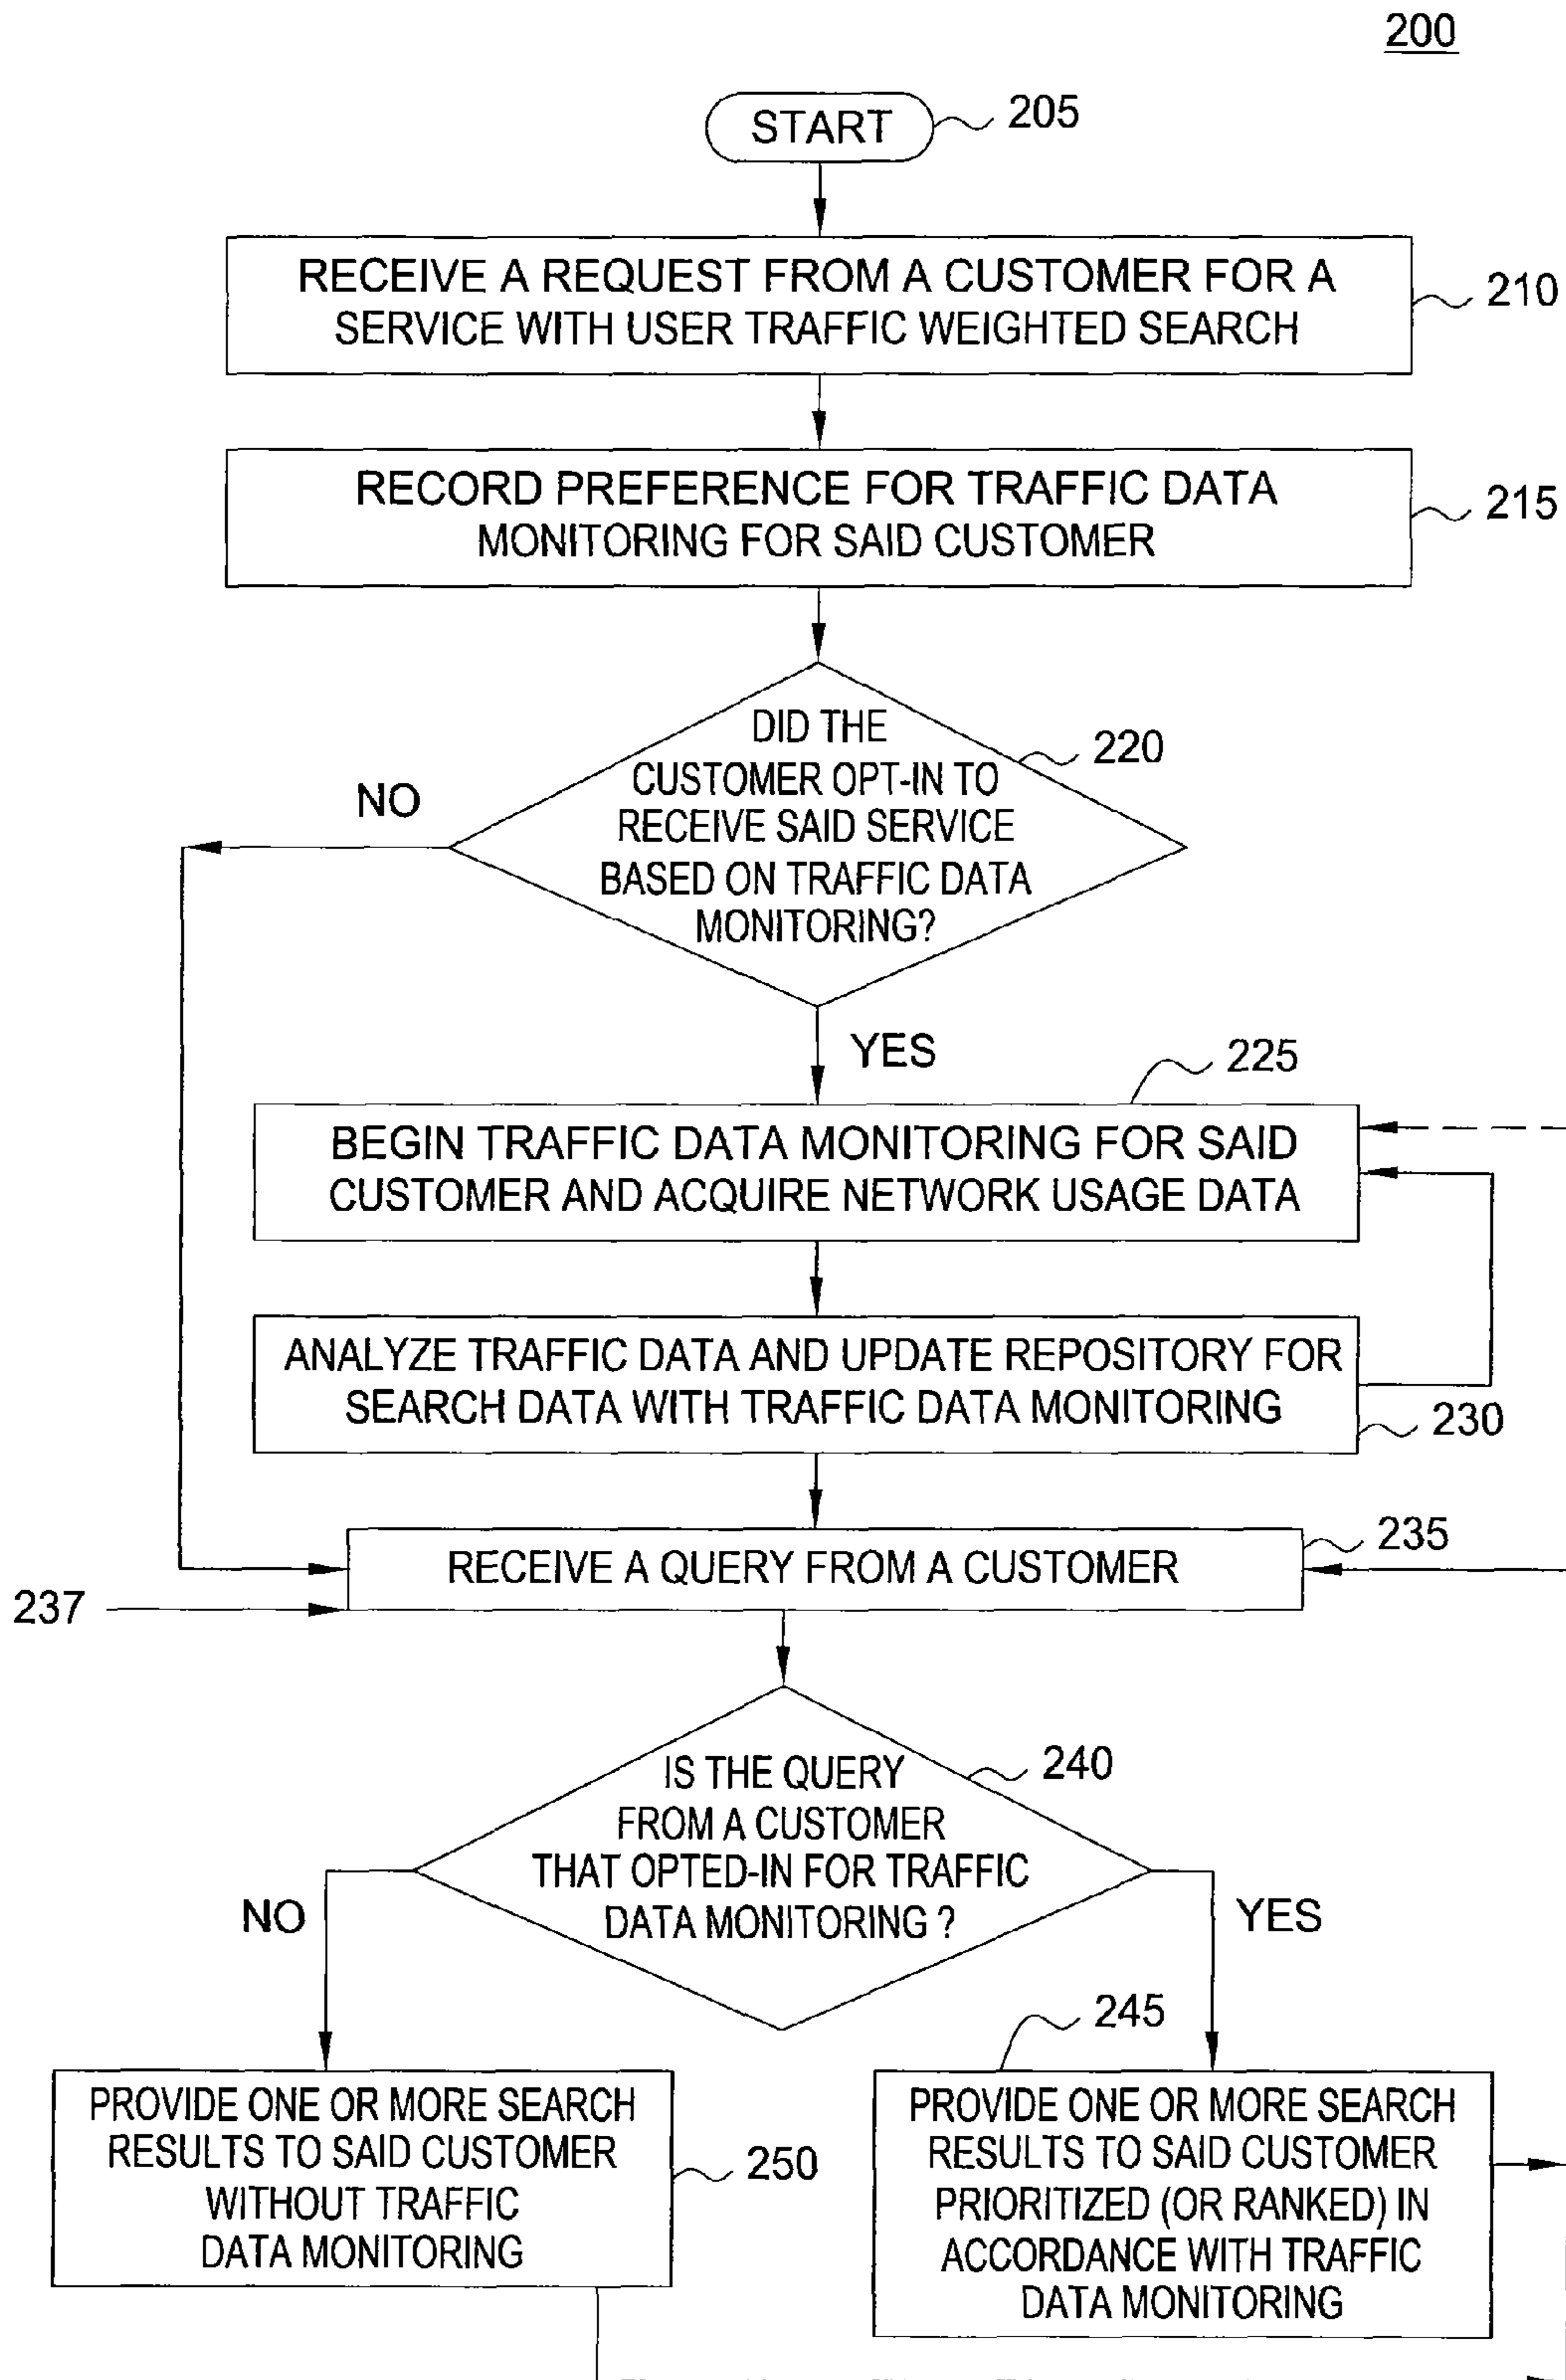 200
START
205
RECEIVE A REQUEST FROM A CUSTOMER FOR A
SERVICE WITH USER TRAFFIC WEIGHTED SEARCH
210
RECORD PREFERENCE FOR TRAFFIC DATA
MONITORING FOR SAID CUSTOMER
215
DID THE
CUSTOMER OPT-IN TO
RECEIVE SAID SERVICE
BASED ON TRAFFIC DATA
MONITORING?
220
NO
YES
225
BEGIN TRAFFIC DATA MONITORING FOR SAID
CUSTOMER AND ACQUIRE NETWORK USAGE DATA
ANALYZE TRAFFIC DATA AND UPDATE REPOSITORY FOR
SEARCH DATA WITH TRAFFIC DATA MONITORING
230
RECEIVE A QUERY FROM A CUSTOMER
235
237
IS THE QUERY
FROM A CUSTOMER
THAT OPTED-IN FOR TRAFFIC
DATA MONITORING ?
240
NO
YES
245
PROVIDE ONE OR MORE SEARCH
RESULTS TO SAID CUSTOMER
WITHOUT TRAFFIC
DATA MONITORING
250
PROVIDE ONE OR MORE SEARCH
RESULTS TO SAID CUSTOMER
PRIORITIZED (OR RANKED) IN
ACCORDANCE WITH TRAFFIC
DATA MONITORING